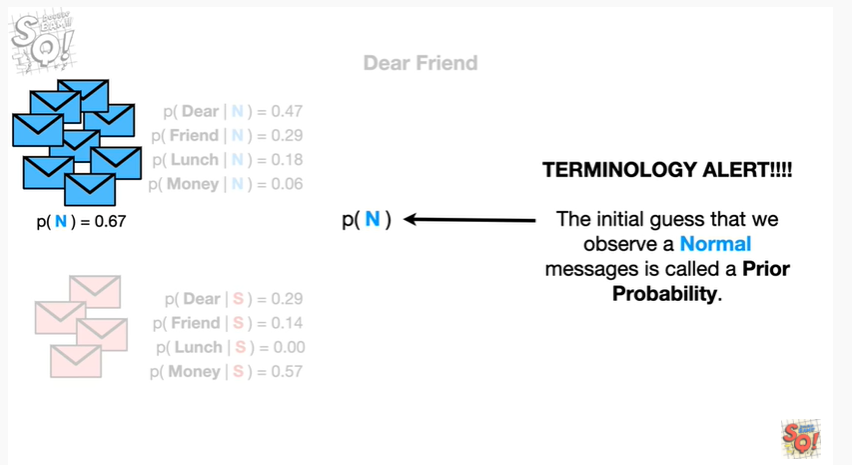 SQ!
Dear Friend
p( Dear | N ) = 0.47
p( Friend | N ) = 0.29
p( Lunch | N ) = 0.18
p( Money | N ) = 0.06
p( N ) = 0.67
p( N )
TERMINOLOGY ALERT!!!!
The initial guess that we
observe a Normal
messages is called a Prior
Probability.
p( Dear | S ) = 0.29
p( Friend | S ) = 0.14
p( Lunch | S ) = 0.00
p( Money | S ) = 0.57
SQ!